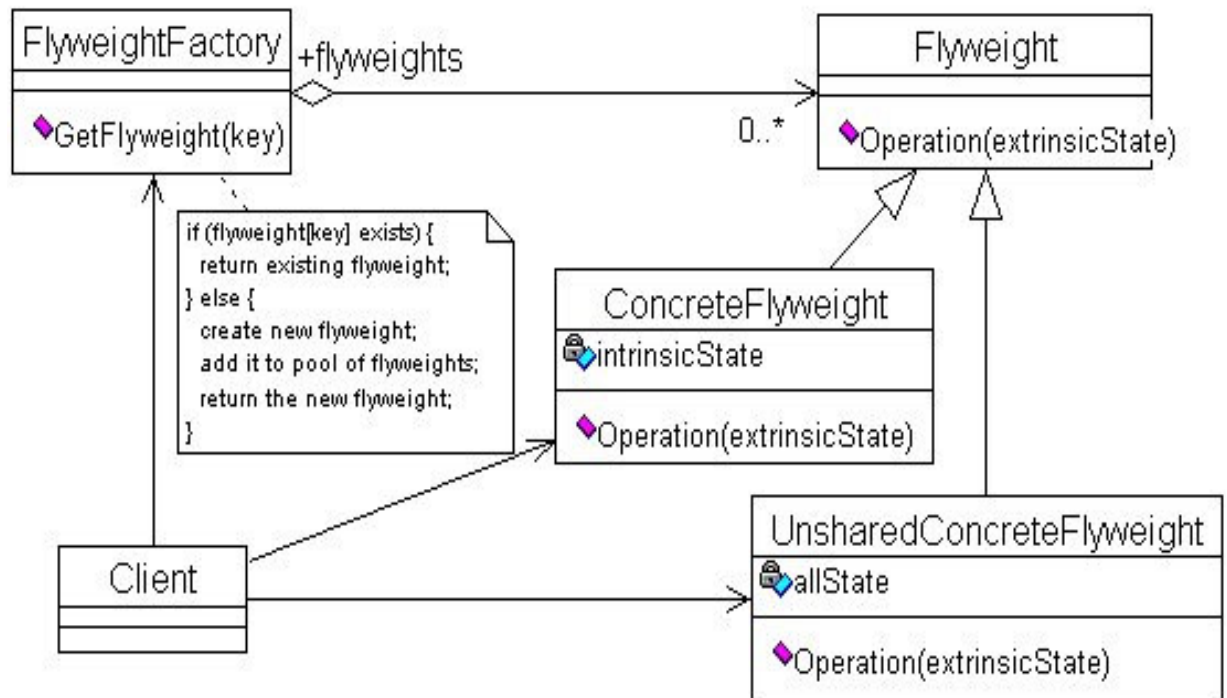 FlyweightFactory
GetFlyweight(key)
+flyweights
0..*
Flyweight
Operation(extrinsicState)
if (flyweight[key] exists) {
return existing flyweight;
} else {
create new flyweight;
add it to pool of flyweights;
return the new flyweight;
}
ConcreteFlyweight
intrinsicState
Operation(extrinsicState)
Client
UnsharedConcreteFlyweight
allState
Operation(extrinsicState)